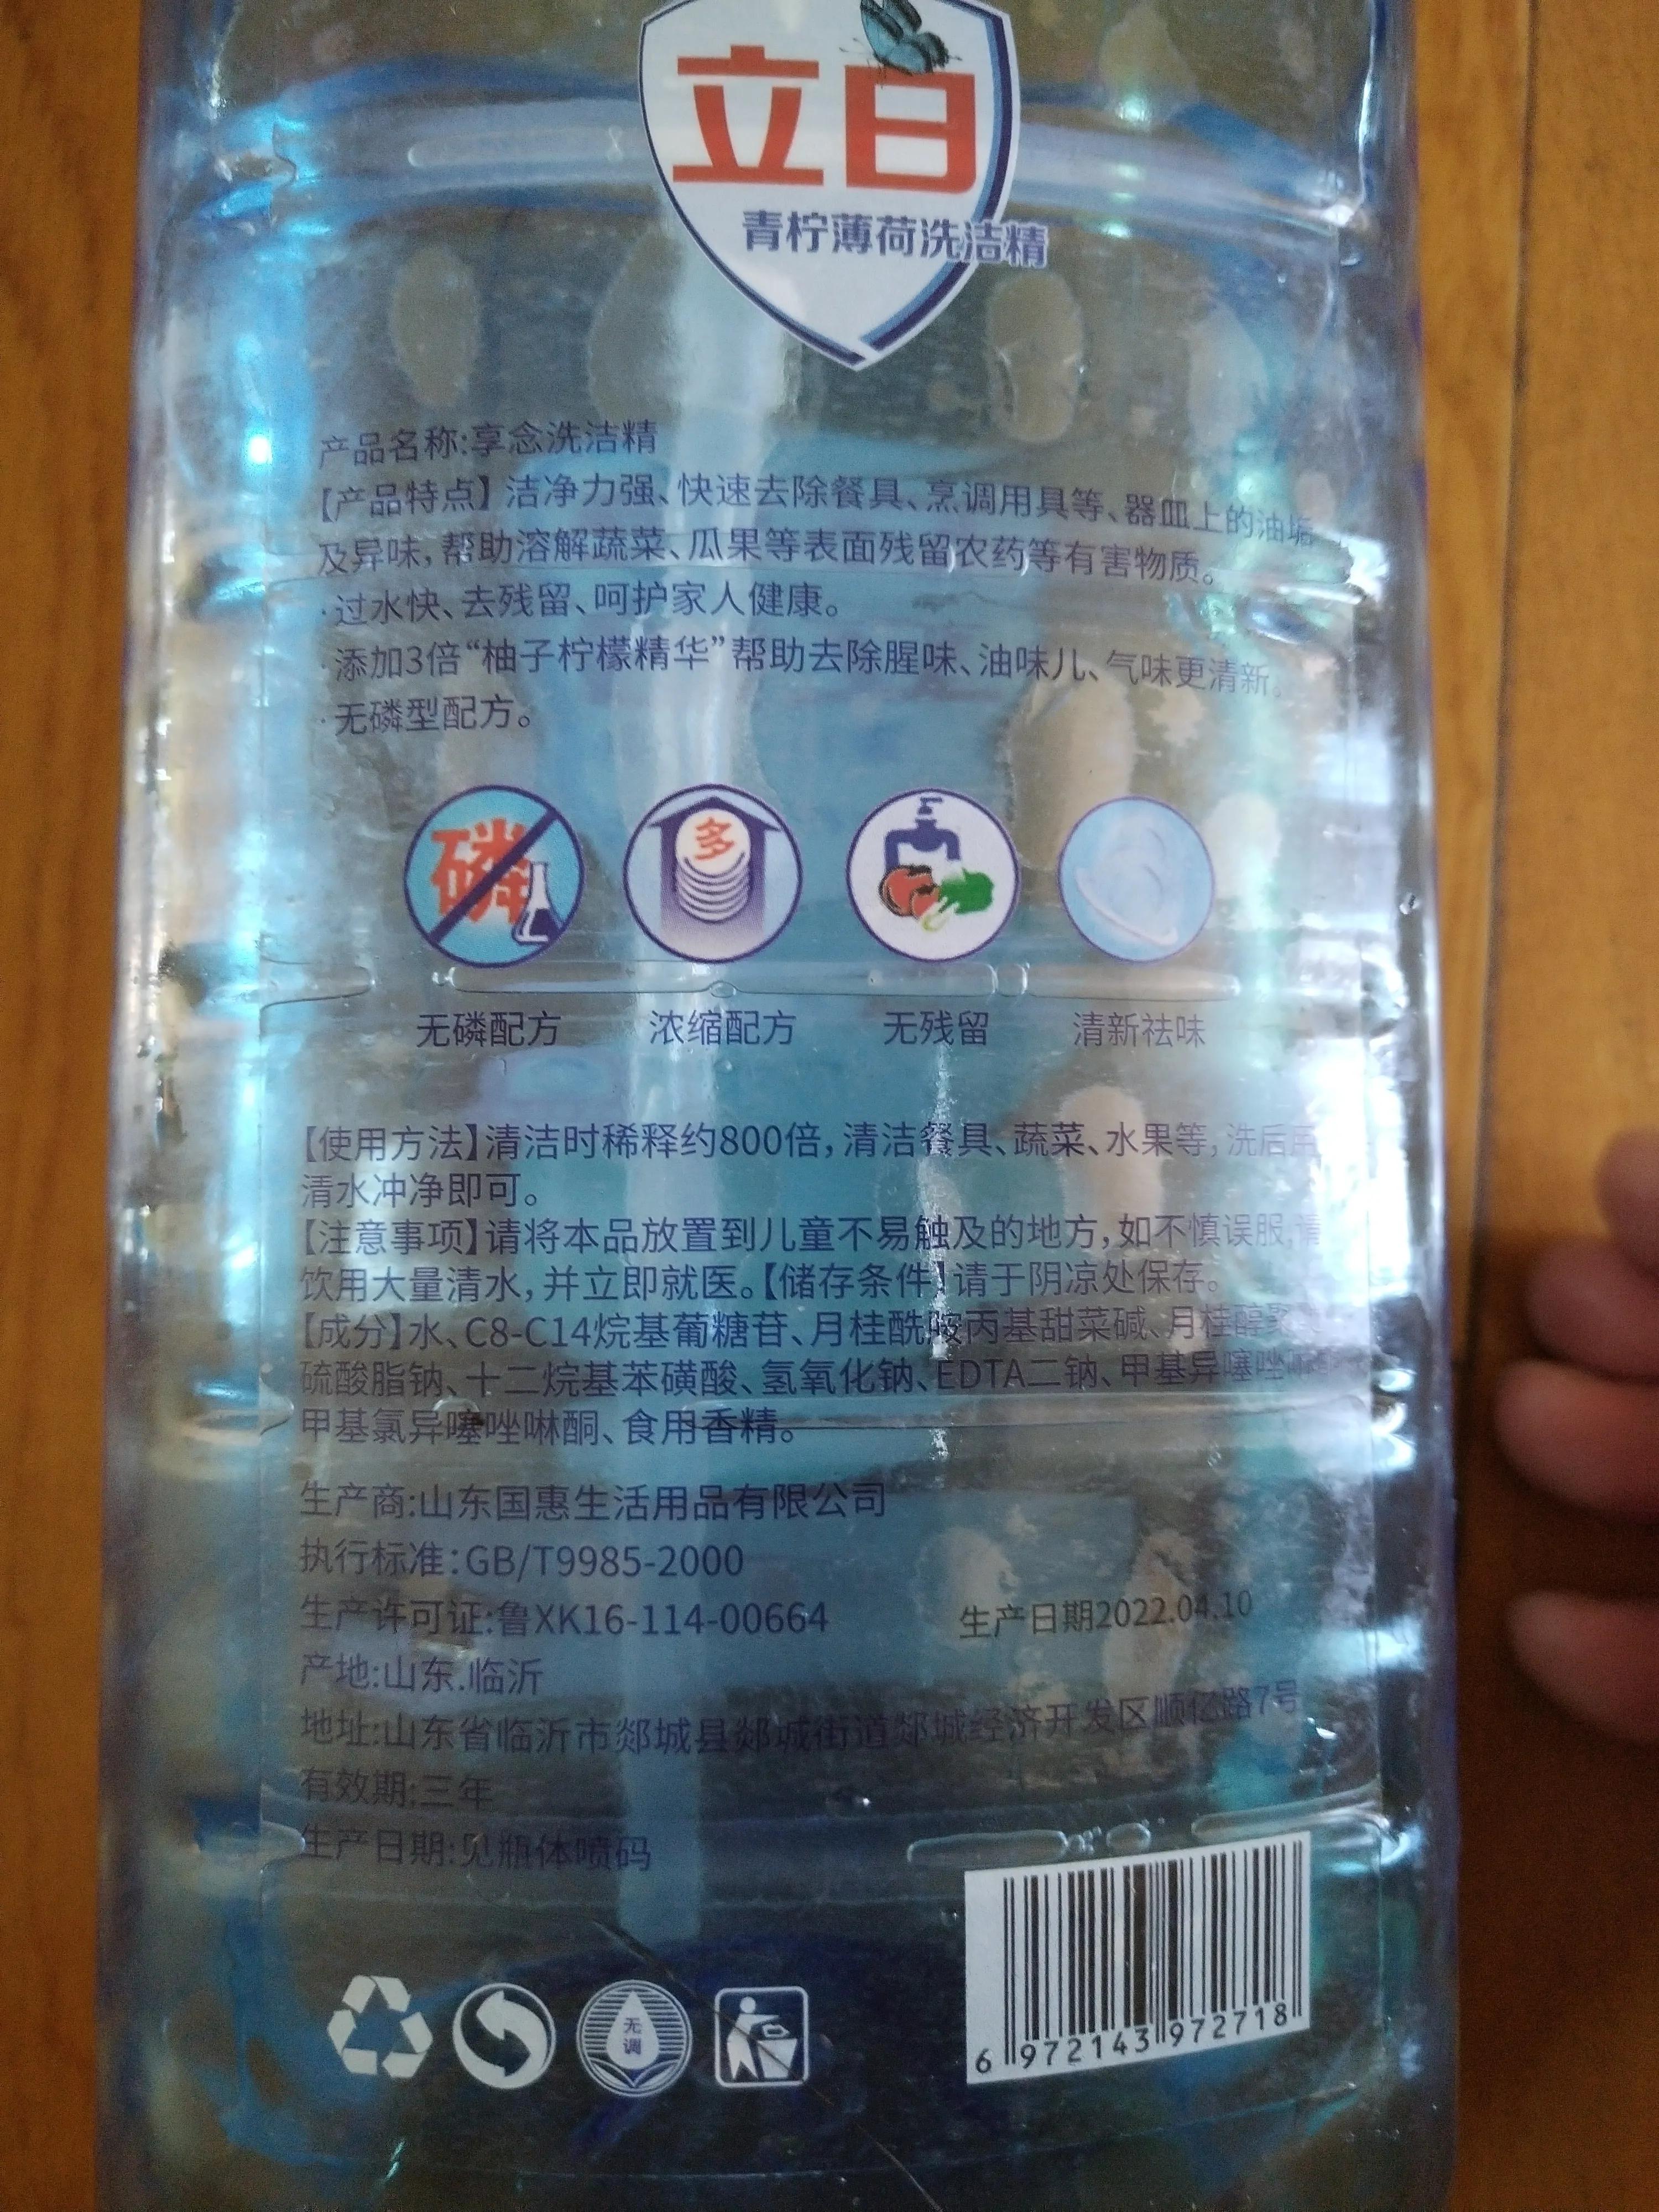 立白
青柠薄荷洗洁精
产品名称:享念洗洁精
【产品特点】洁净力强、快速去除餐具、烹调用具等、器皿上的油垢
及异味,帮助溶解蔬菜、瓜果等表面残留农药等有害物质。
·过水快、去残留、呵护家人健康。
·添加3倍“柚子柠檬精华”帮助去除腥味、油味儿、气味更清新。
·无磷型配方。
磷 多
无磷配方 浓缩配方 无残留 清新祛味
【使用方法】清洁时稀释约800倍,清洁餐具、蔬菜、水果等,洗后用
清水冲净即可。
【注意事项】请将本品放置到儿童不易触及的地方,如不慎误服,请
饮用大量清水,并立即就医。【储存条件】请于阴凉处保存。
【成分】水、C8-C14烷基葡糖苷、月桂酰胺丙基甜菜碱、月桂醇聚
硫酸脂钠、十二烷基苯磺酸、氢氧化钠、EDTA二钠、甲基异噻唑啉
甲基氯异噻唑啉酮、食用香精。
生产商:山东国惠生活用品有限公司
执行标准:GB/T9985-2000
生产许可证:鲁XK16-114-00664 生产日期2022.04.10
产地:山东.临沂
地址:山东省临沂市郯城县郯城街道郯城经济开发区顺亿路7号
有效期:三年
生产日期:见瓶体喷码
无
调
6 972143 972718